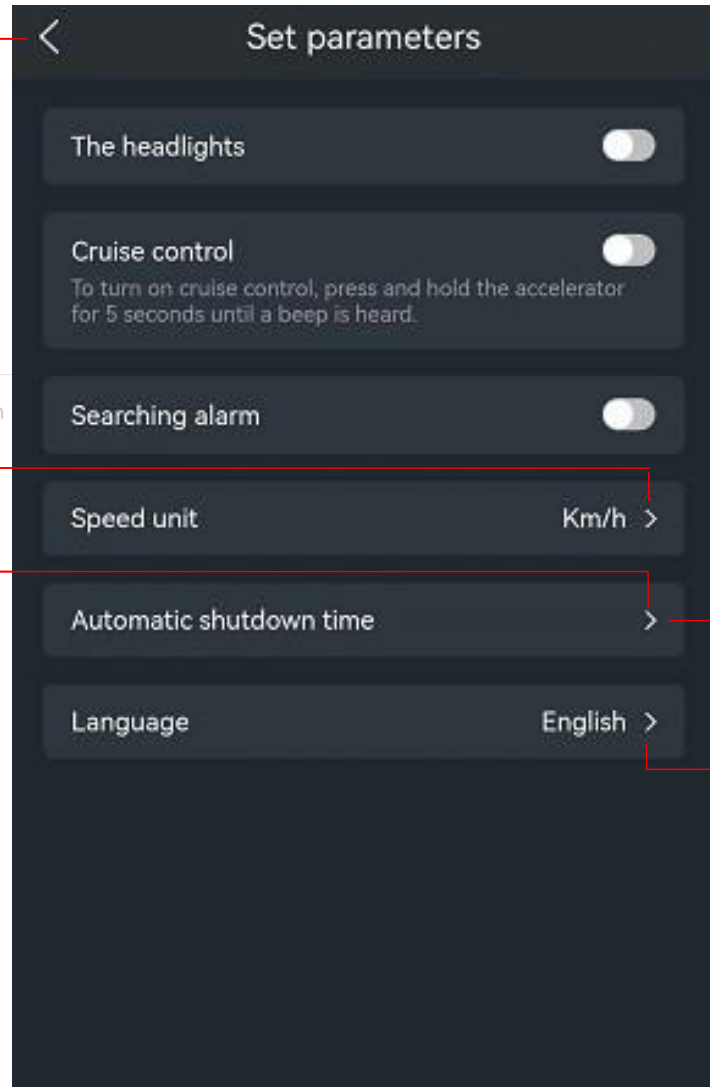 Set parameters
The headlights
Cruise control
To turn on cruise control, press and hold the accelerator
for 5 seconds until a beep is heard.
Searching alarm
Speed unit Km/h
Automatic shutdown time
Language English